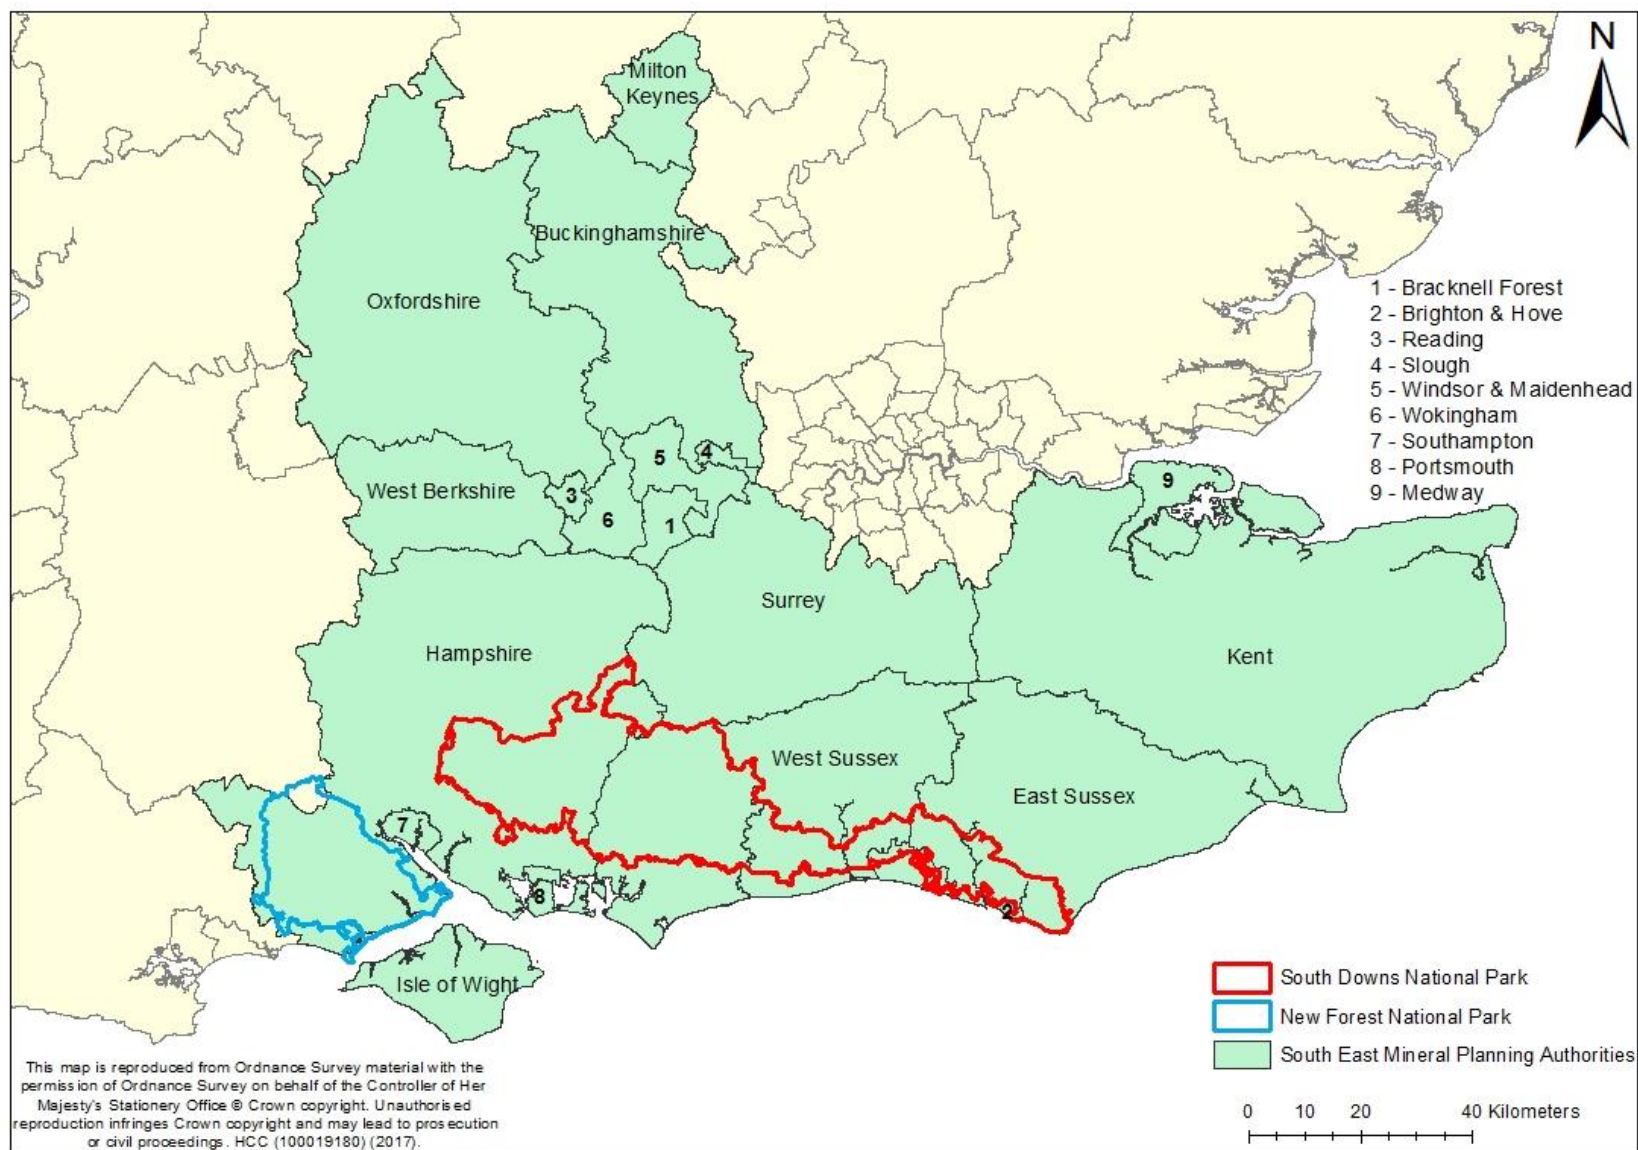 N
Milton
Keynes
Buckinghamshire
Oxfordshire
1 - Bracknell Forest
2 - Brighton & Hove
3 - Reading
4 - Slough
5 - Windsor & Maidenhead
6 - Wokingham
7 - Southampton
8 - Portsmouth
9 - Medway
5
4
West Berkshire
3
6
1
9
Surrey
Hampshire
Kent
West Sussex
East Sussex
7
8
2
Isle of Wight
South Downs National Park
New Forest National Park
South East Mineral Planning Authorities
This map is reproduced from Ordnance Survey material with the
permission of Ordnance Survey on behalf of the Controller of Her
Majesty's Stationery Office © Crown copyright. Unauthorised
reproduction infringes Crown copyright and may lead to prosecution
or civil proceedings. HCC (100019180) (2017).
0 10 20 40 Kilometers